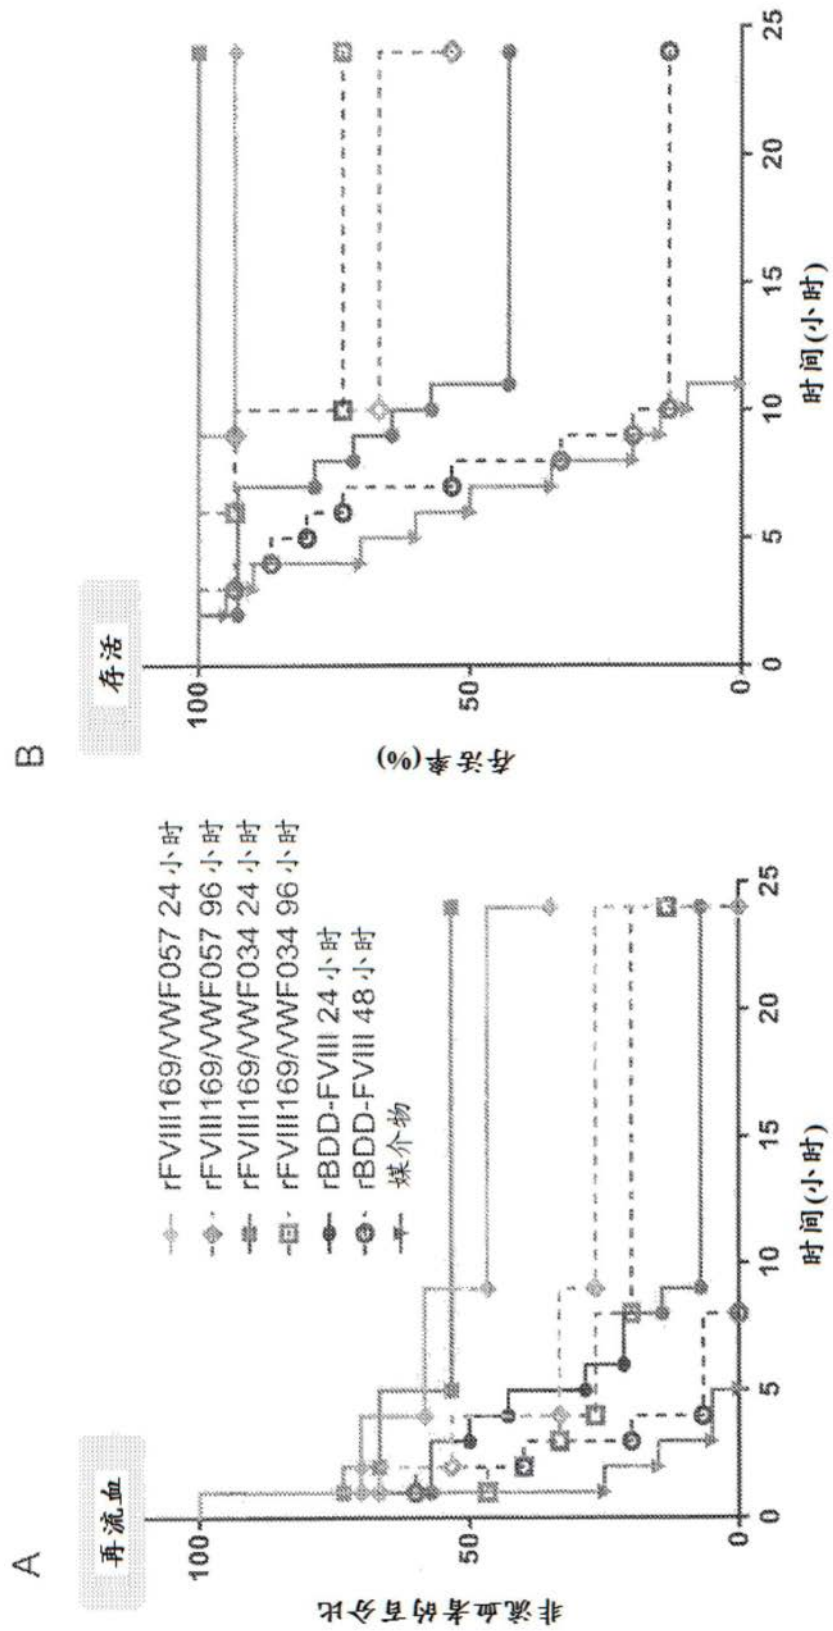 A
再流血
非流血者的百分比
100
50
0
0
5
10
15
20
25
时间(小时)
rFVIII169/VWF057 24 小时
rFVIII169/VWF057 96 小时
rFVIII169/VWF034 24 小时
rFVIII169/VWF034 96 小时
rBDD-FVIII 24 小时
rBDD-FVIII 48 小时
媒介物
B
存活
存活率(%)
100
50
0
0
5
10
15
20
25
时间(小时)